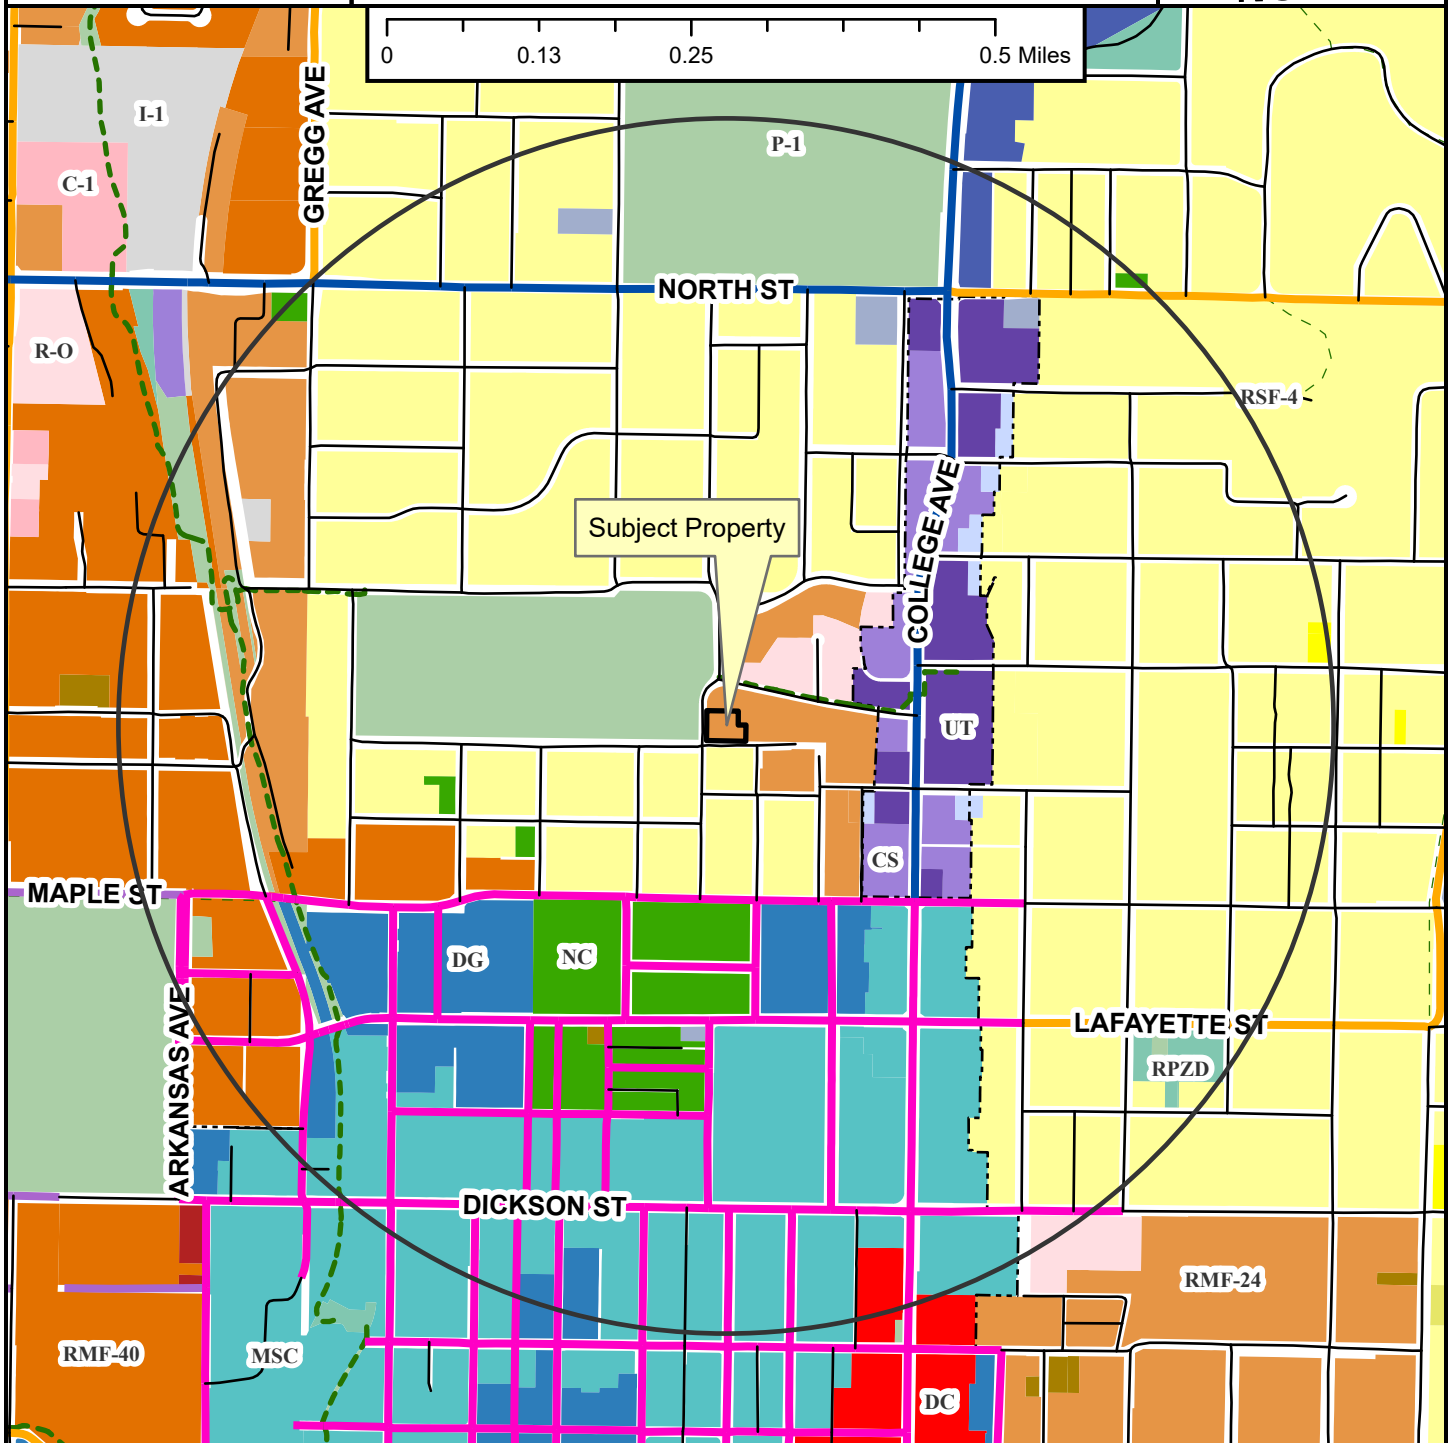 0 0.13 0.25 0.5 Miles
I-1
GREGG AVE
P-1
C-1
NORTH ST
R-O
RSF-4
COLLEGE AVE
Subject Property
UT
CS
MAPLE ST
DG
NC
ARKANSAS AVE
LAFAYETTE ST
RPZD
DICKSON ST
RMF-24
RMF-40
MSC
DC